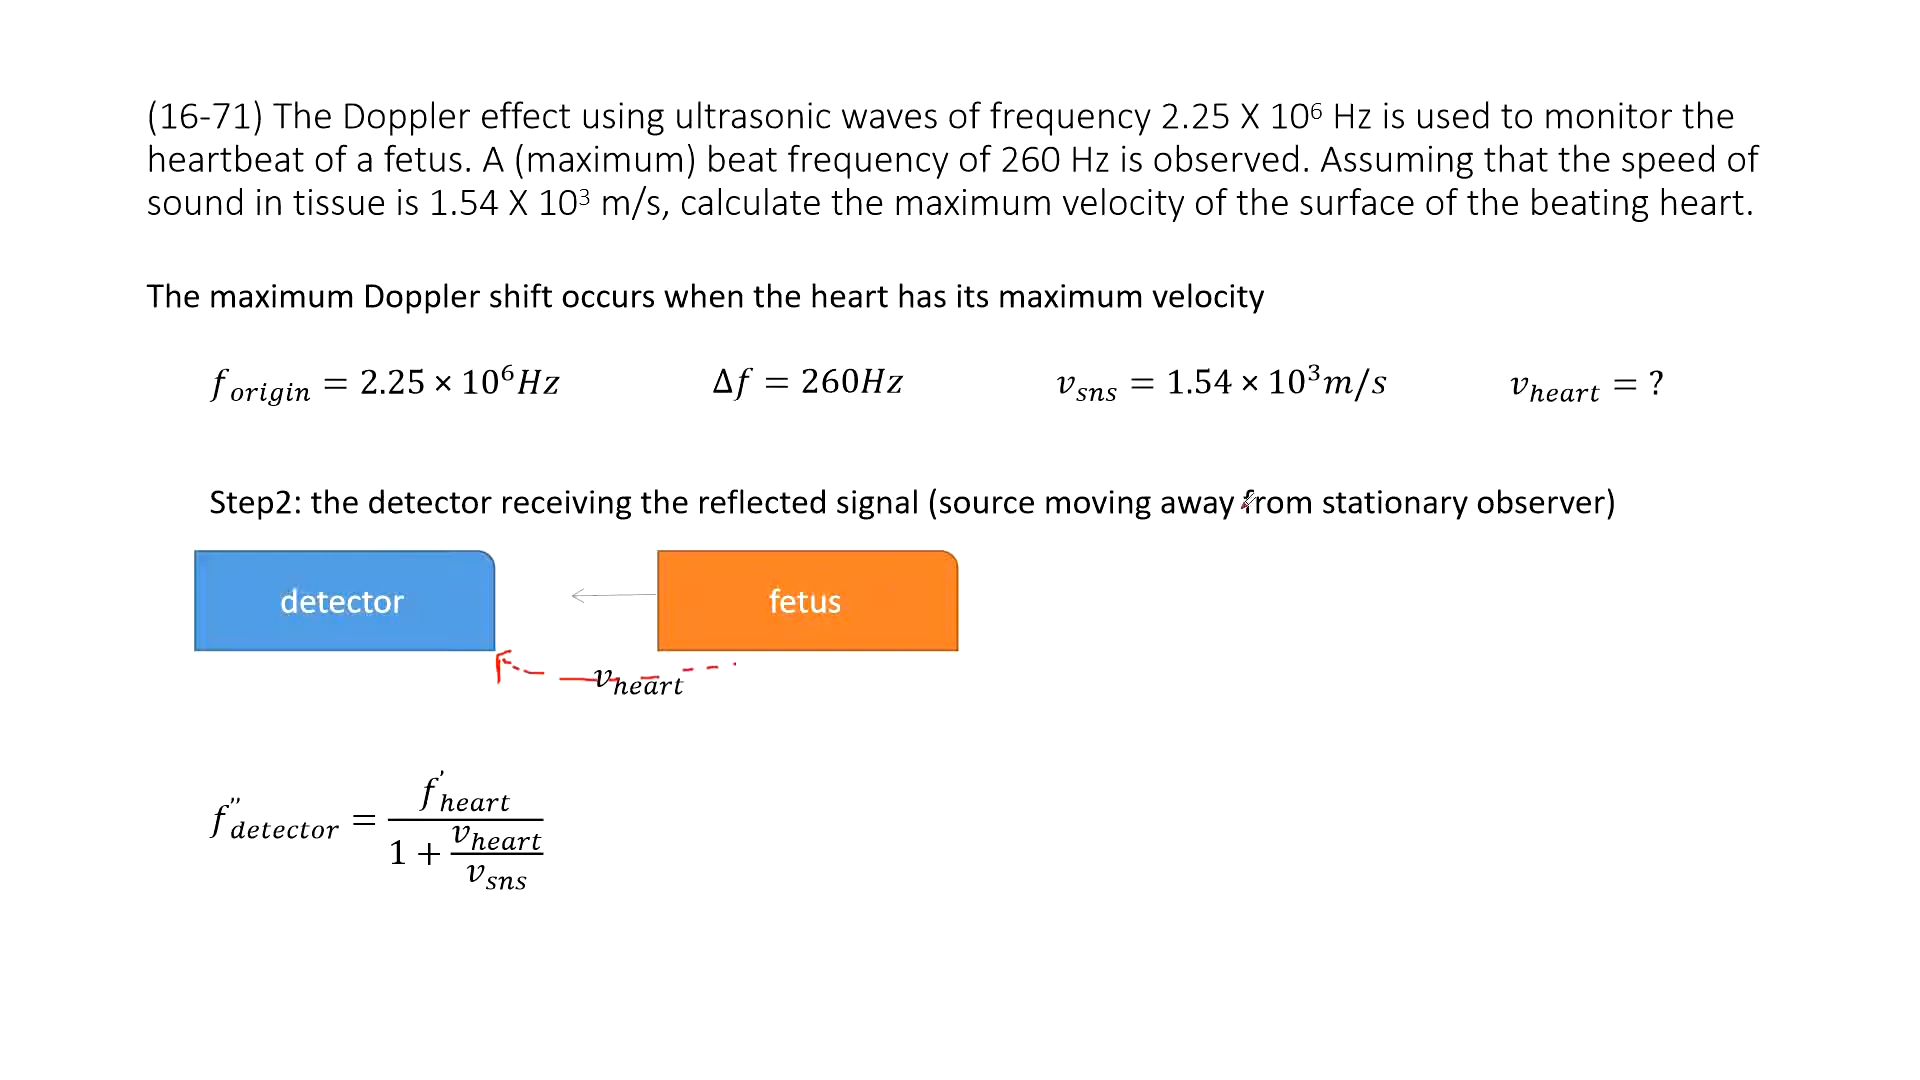 (16-71) The Doppler effect using ultrasonic waves of frequency 2.25 X 10⁶ Hz is used to monitor the
heartbeat of a fetus. A (maximum) beat frequency of 260 Hz is observed. Assuming that the speed of
sound in tissue is 1.54 X 10³ m/s, calculate the maximum velocity of the surface of the beating heart.
The maximum Doppler shift occurs when the heart has its maximum velocity
f_origin = 2.25 × 10⁶Hz Δf = 260Hz v_sns = 1.54 × 10³m/s v_heart = ?
Step2: the detector receiving the reflected signal (source moving away from stationary observer)
detector fetus
v_heart
f"_detector = f'_heart / (1 + v_heart / v_sns)